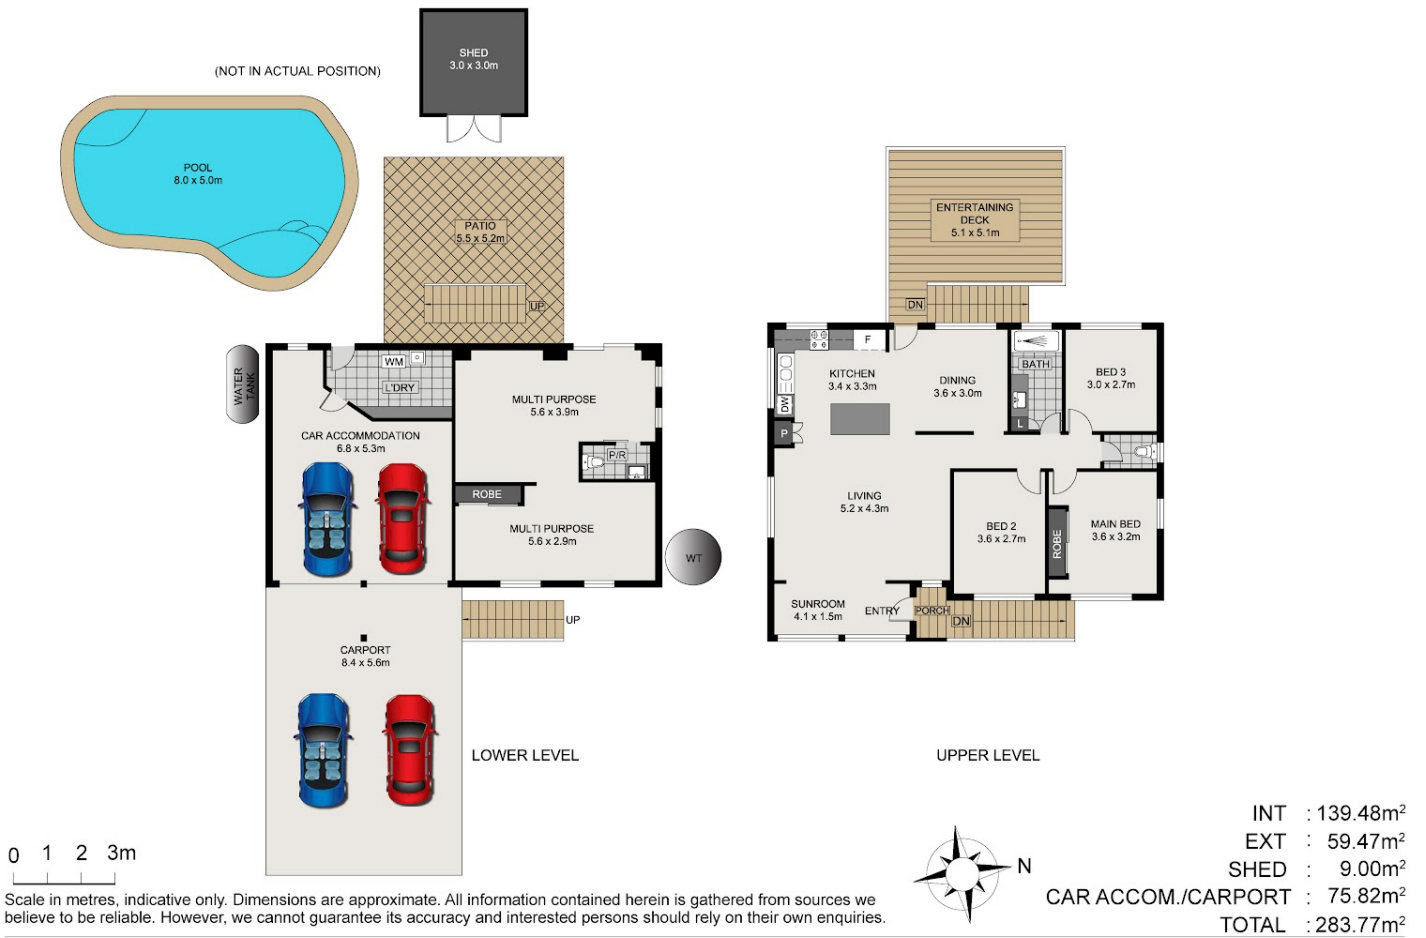 SHED
3.0 x 3.0m
(NOT IN ACTUAL POSITION)
POOL
8.0 x 5.0m
PATIO
5.5 x 5.2m
UP
WATER
TANK
WM
L'DRY
MULTI PURPOSE
5.6 x 3.9m
CAR ACCOMMODATION
6.8 x 5.3m
P/R
ROBE
MULTI PURPOSE
5.6 x 2.9m
WT
UP
CARPORT
8.4 x 5.6m
LOWER LEVEL
ENTERTAINING
DECK
5.1 x 5.1m
DN
F
KITCHEN
3.4 x 3.3m
DINING
3.6 x 3.0m
BATH
BED 3
3.0 x 2.7m
DW
L
P
LIVING
5.2 x 4.3m
BED 2
3.6 x 2.7m
ROBE
MAIN BED
3.6 x 3.2m
SUNROOM
4.1 x 1.5m
ENTRY
PORCH
DN
UPPER LEVEL
N
INT : 139.48m²
EXT : 59.47m²
SHED : 9.00m²
CAR ACCOM./CARPORT : 75.82m²
TOTAL : 283.77m²
0 1 2 3m
Scale in metres, indicative only. Dimensions are approximate. All information contained herein is gathered from sources we
believe to be reliable. However, we cannot guarantee its accuracy and interested persons should rely on their own enquiries.